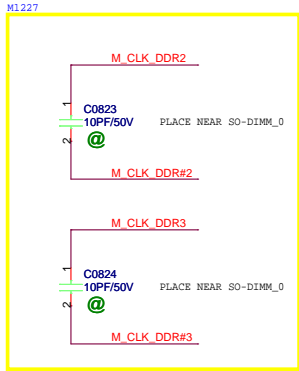 M1227
M_CLK_DDR2
1
C0823
10PF/50V PLACE NEAR SO-DIMM_0
2
@
M_CLK_DDR#2
M_CLK_DDR3
1
C0824
10PF/50V PLACE NEAR SO-DIMM_0
2
@
M_CLK_DDR#3